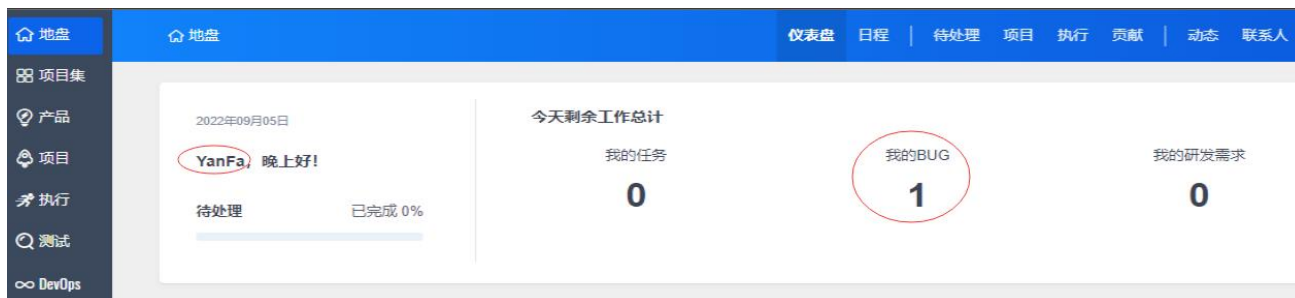 地盘
项目集
产品
项目
执行
测试
DevOps
地盘
仪表盘 日程 | 待处理 项目 执行 贡献 | 动态 联系人
2022年09月05日
YanFa, 晚上好!
待处理 已完成 0%
今天剩余工作总计
我的任务 我的BUG 我的研发需求
0 1 0